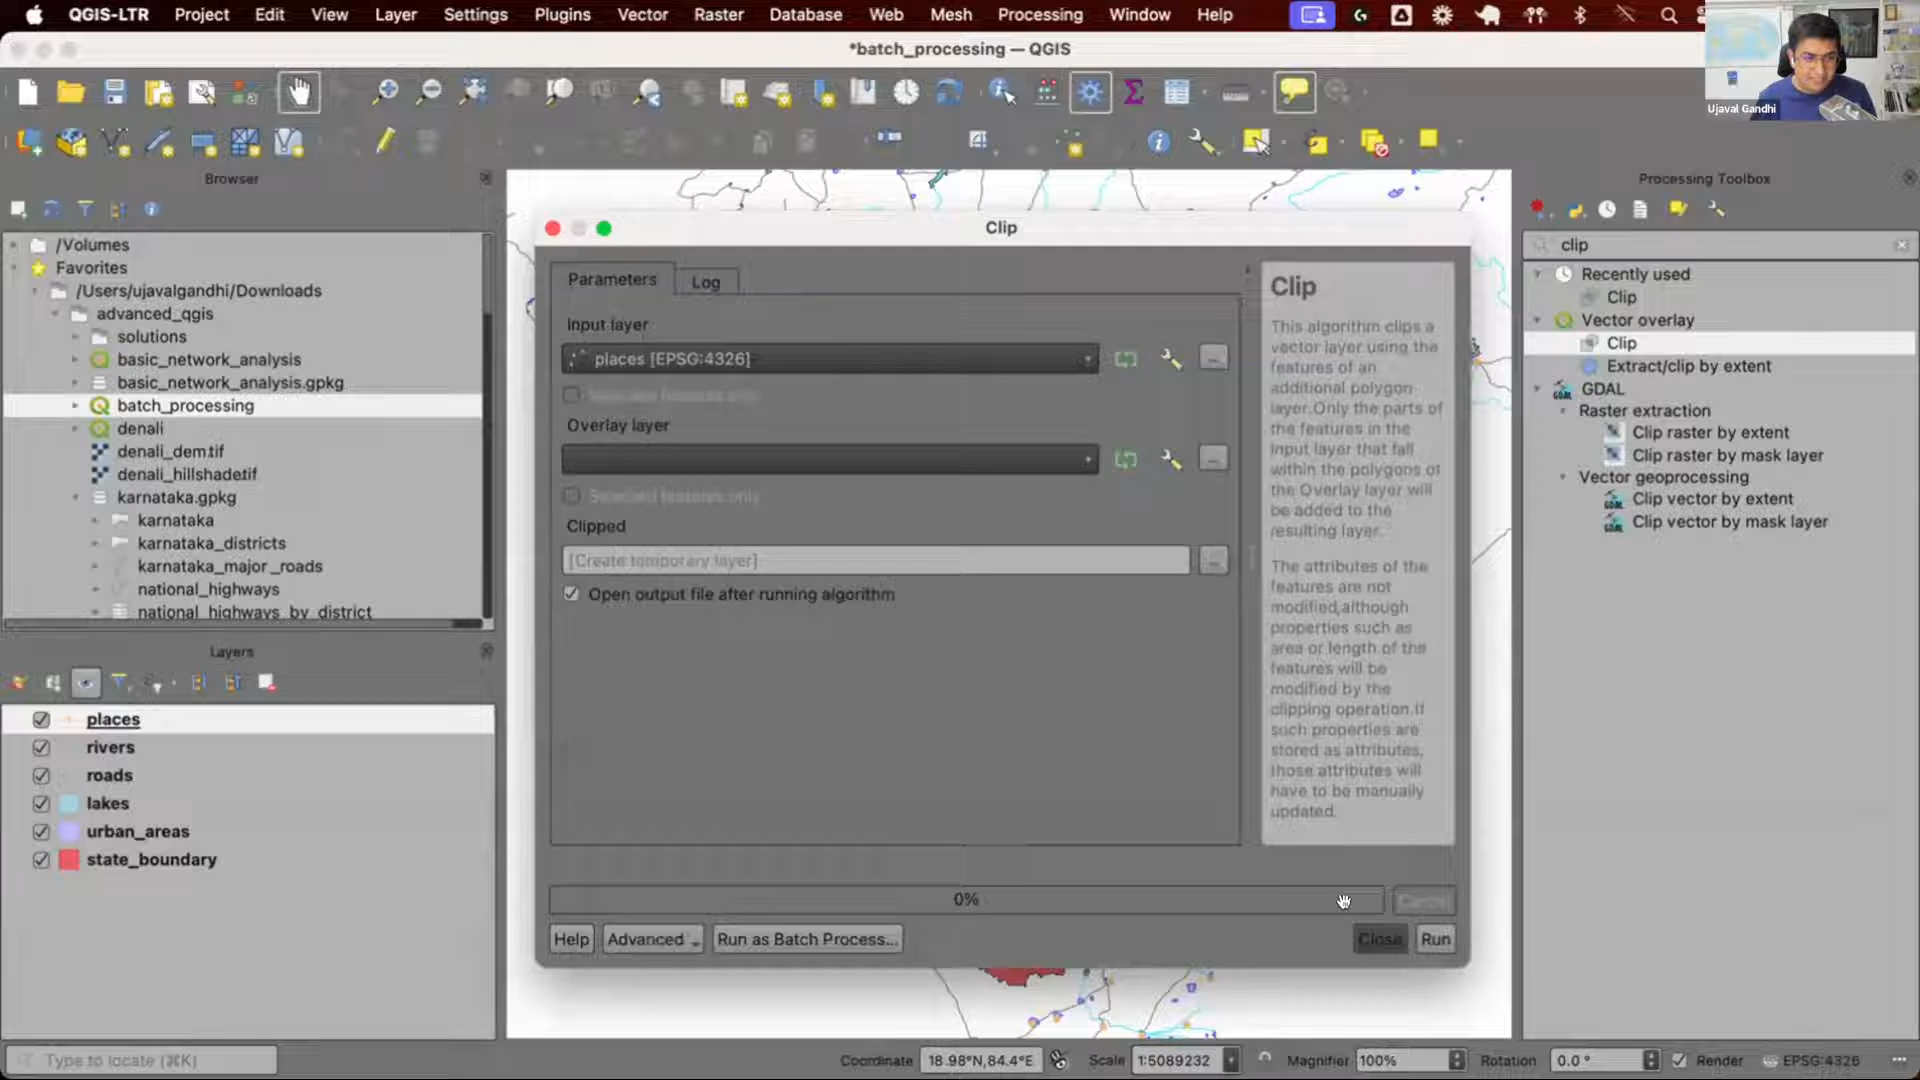 QGIS-LTR Project Edit View Layer Settings Plugins Vector Raster Database Web Mesh Processing Window Help
*batch_processing — QGIS
Ujaval Gandhi
Browser
/Volumes
Favorites
/Users/ujavalgandhi/Downloads
advanced_qgis
solutions
basic_network_analysis
basic_network_analysis.gpkg
batch_processing
denali
denali_dem.tif
denali_hillshade.tif
karnataka.gpkg
karnataka
karnataka_districts
karnataka_major_roads
national_highways
national_highways_by_district
Layers
places
rivers
roads
lakes
urban_areas
state_boundary
Clip
Parameters Log
Input layer
places [EPSG:4326]
Selected features only
Overlay layer
Selected features only
Clipped
[Create temporary layer]
Open output file after running algorithm
Clip
This algorithm clips a
vector layer using the
features of an
additional polygon
layer.Only the parts of
the features in the
Input layer that fall
within the polygons of
the Overlay layer will
be added to the
resulting layer.
The attributes of the
features are not
modified,although
properties such as
area or length of the
features will be
modified by the
clipping operation.If
such properties are
stored as attributes,
those attributes will
have to be manually
updated.
0% Cancel
Help Advanced Run as Batch Process... Close Run
Processing Toolbox
clip
Recently used
Clip
Vector overlay
Clip
Extract/clip by extent
GDAL
Raster extraction
Clip raster by extent
Clip raster by mask layer
Vector geoprocessing
Clip vector by extent
Clip vector by mask layer
Type to locate (⌘K) Coordinate 18.98°N,84.4°E Scale 1:5089232 Magnifier 100% Rotation 0.0 ° Render EPSG:4326